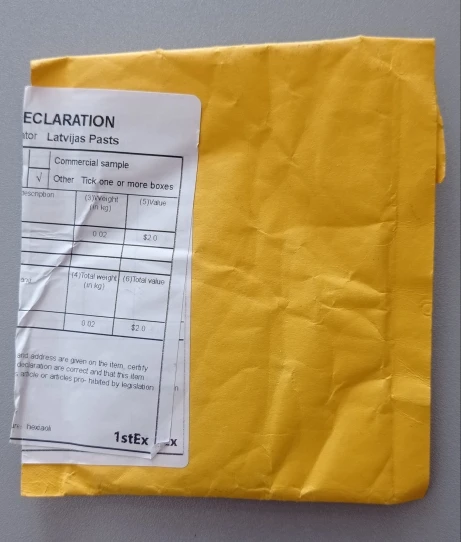 ECLARATION
ator Latvijas Pasts
Commercial sample
√ Other Tick one or more boxes
escription (3)Weight (in kg) (5)Value
0.02 $2.0
(4)Total weight (in kg) (6)Total value
0.02 $2.0
and address are given on the item, certify
declaration are correct and that this item
article or articles pro- hibited by legislation
n
hexiaoli
1stEx
x